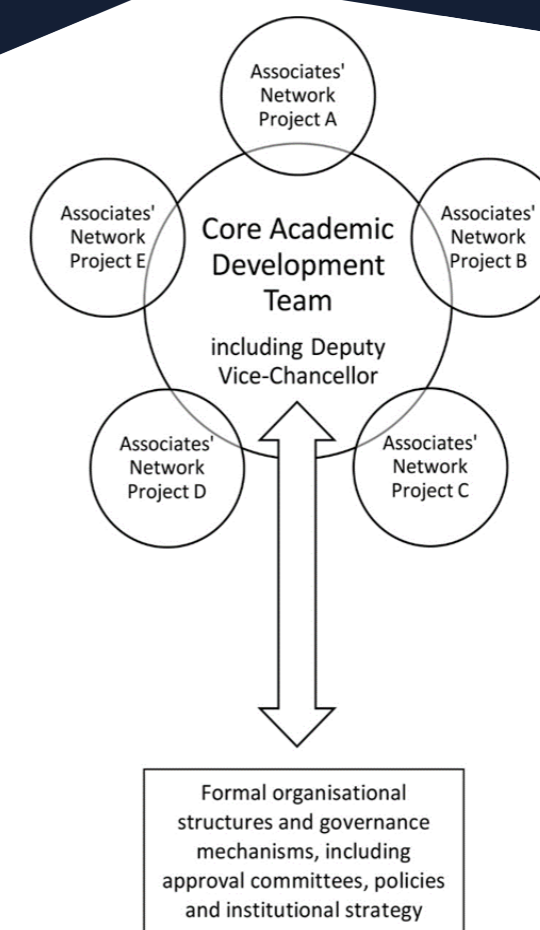 Associates'
Network
Project A
Associates'
Network
Project E
Core Academic
Development
Team
including Deputy
Vice-Chancellor
Associates'
Network
Project B
Associates'
Network
Project D
Associates'
Network
Project C
Formal organisational
structures and governance
mechanisms, including
approval committees, policies
and institutional strategy